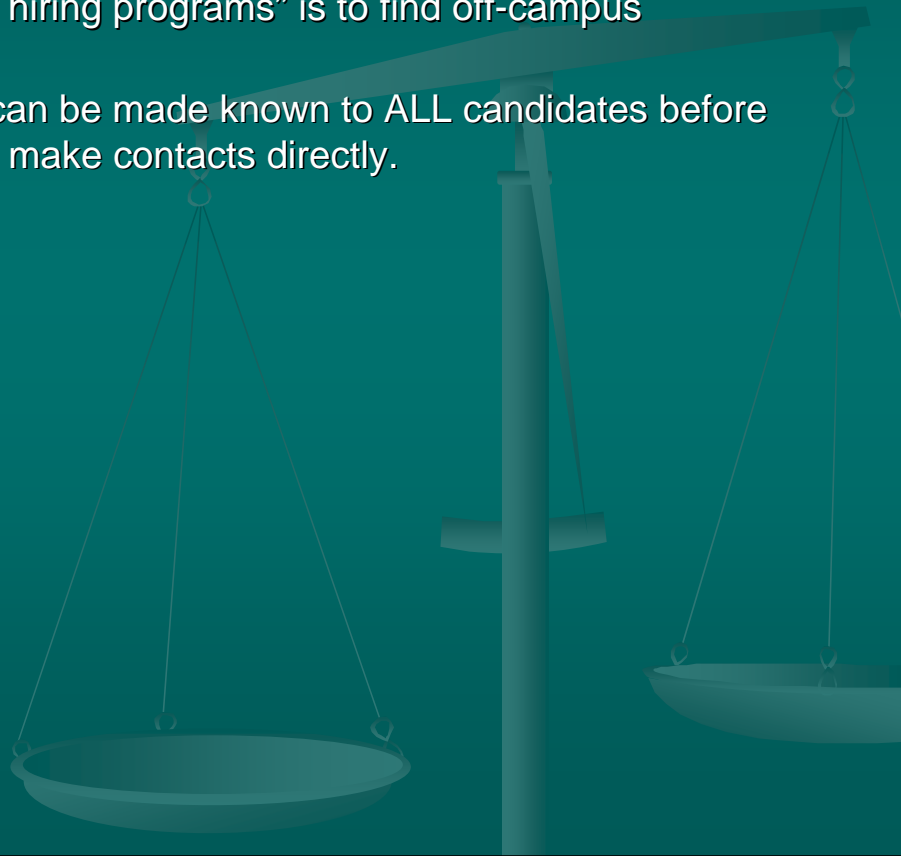 hiring programs" is to find off-campus
can be made known to ALL candidates before
make contacts directly.